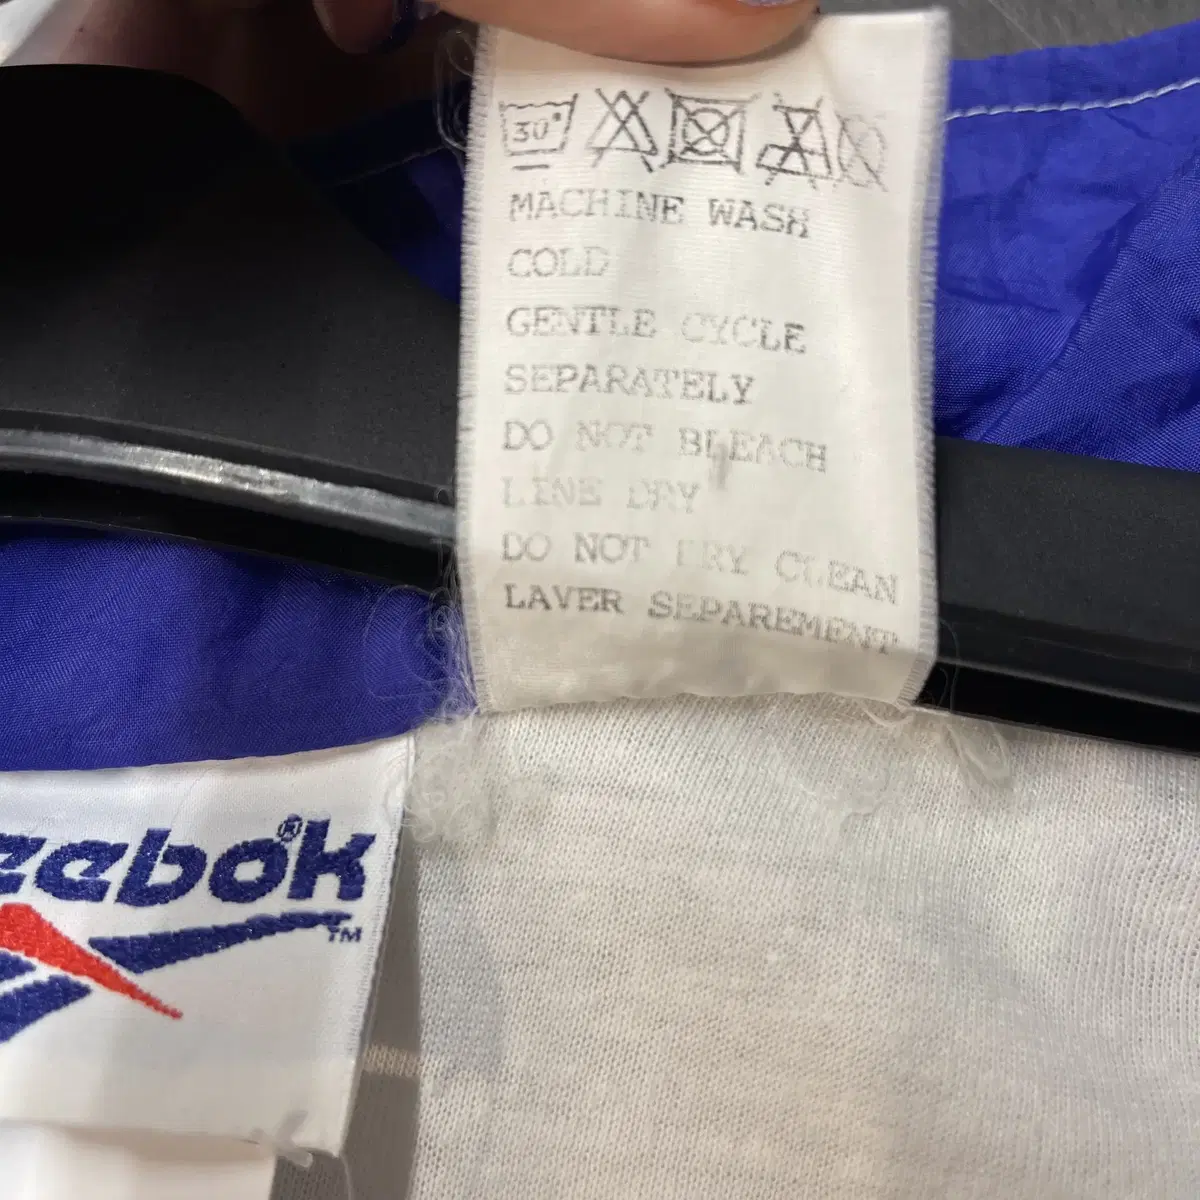 30°
MACHINE WASH
COLD
GENTLE CYCLE
SEPARATELY
DO NOT BLEACH
LINE DRY
DO NOT DRY CLEAN
LAVER SEPAREMENT
eebok®
TM